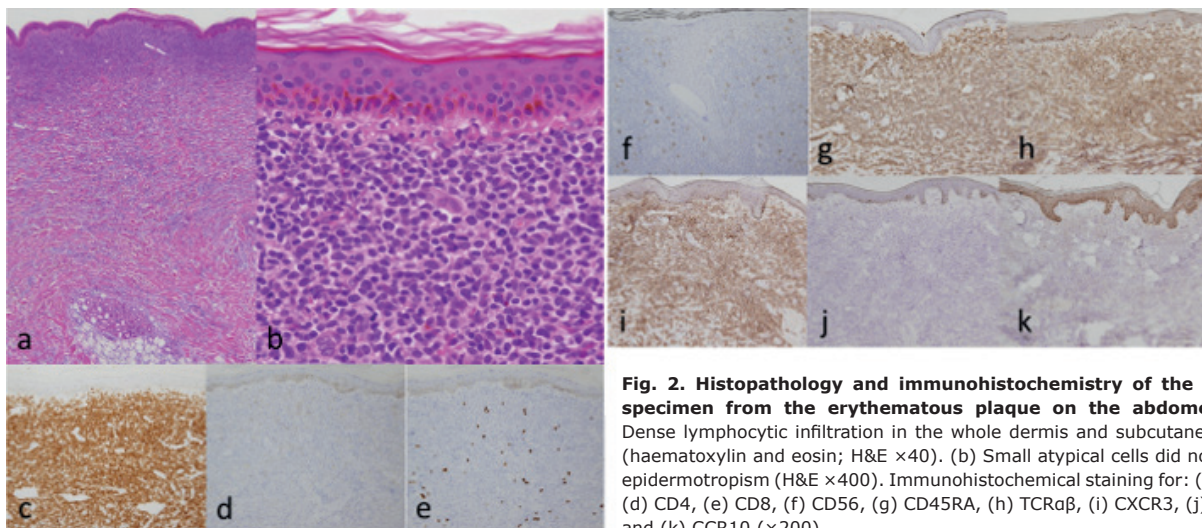 a
b
c
d
e
f
g
h
i
j
k
Fig. 2. Histopathology and immunohistochemistry of the
specimen from the erythematous plaque on the abdome
Dense lymphocytic infiltration in the whole dermis and subcutane
(haematoxylin and eosin; H&E ×40). (b) Small atypical cells did no
epidermotropism (H&E ×400). Immunohistochemical staining for: (
(d) CD4, (e) CD8, (f) CD56, (g) CD45RA, (h) TCRαβ, (i) CXCR3, (j)
and (k) CCR10 (×200).